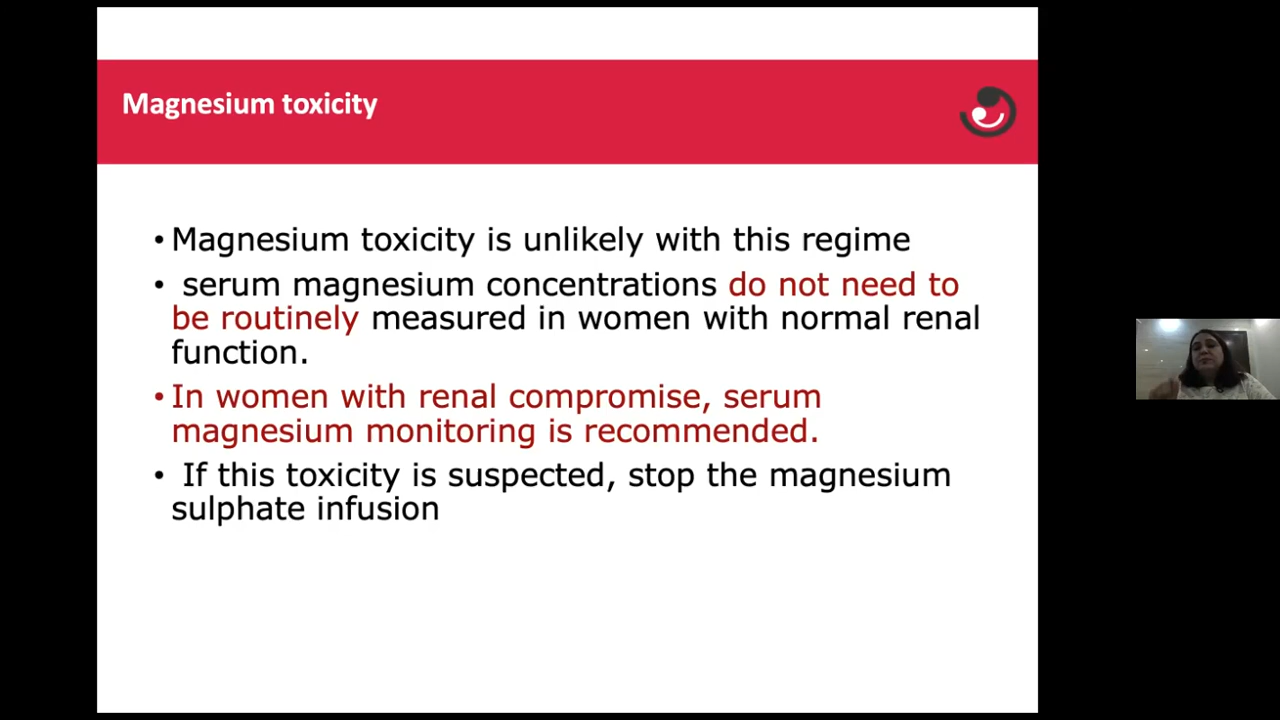 Magnesium toxicity
• Magnesium toxicity is unlikely with this regime
• serum magnesium concentrations do not need to
be routinely measured in women with normal renal
function.
• In women with renal compromise, serum
magnesium monitoring is recommended.
• If this toxicity is suspected, stop the magnesium
sulphate infusion